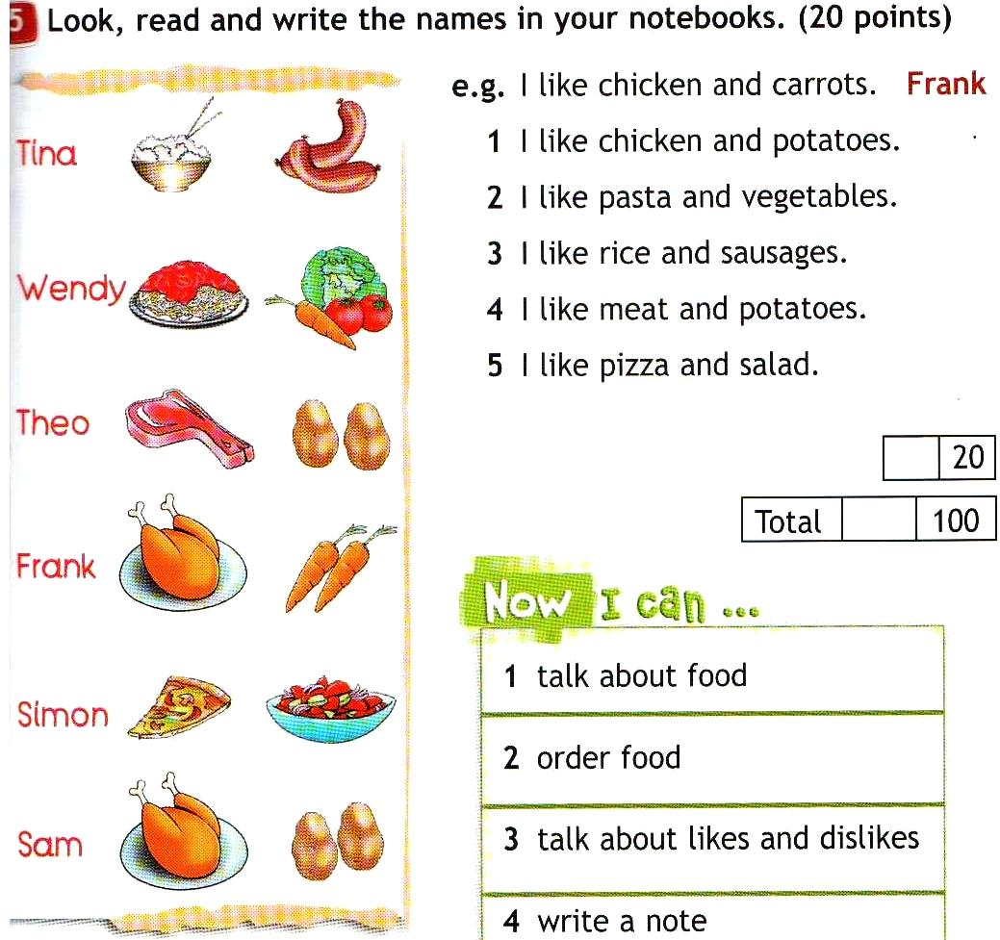 5 Look, read and write the names in your notebooks. (20 points)
Tina
Wendy
Theo
Frank
Simon
Sam
e.g. I like chicken and carrots. Frank
1 I like chicken and potatoes.
2 I like pasta and vegetables.
3 I like rice and sausages.
4 I like meat and potatoes.
5 I like pizza and salad.
20
Total 100
Now I can ...
1 talk about food
2 order food
3 talk about likes and dislikes
4 write a note